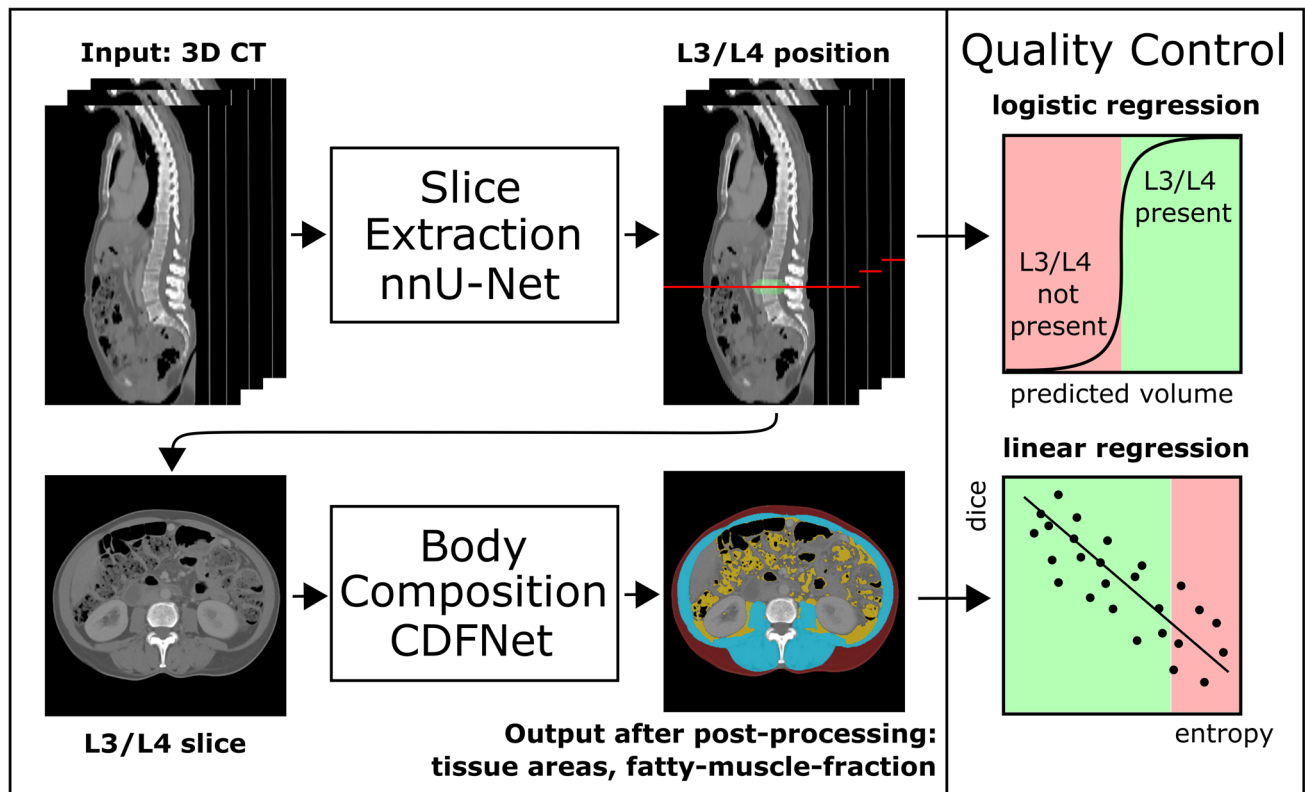 Input: 3D CT
L3/L4 position
Slice
Extraction
nnU-Net
L3/L4 slice
Body
Composition
CDFNet
Output after post-processing:
tissue areas, fatty-muscle-fraction
Quality Control
logistic regression
L3/L4
present
L3/L4
not
present
predicted volume
linear regression
dice
entropy